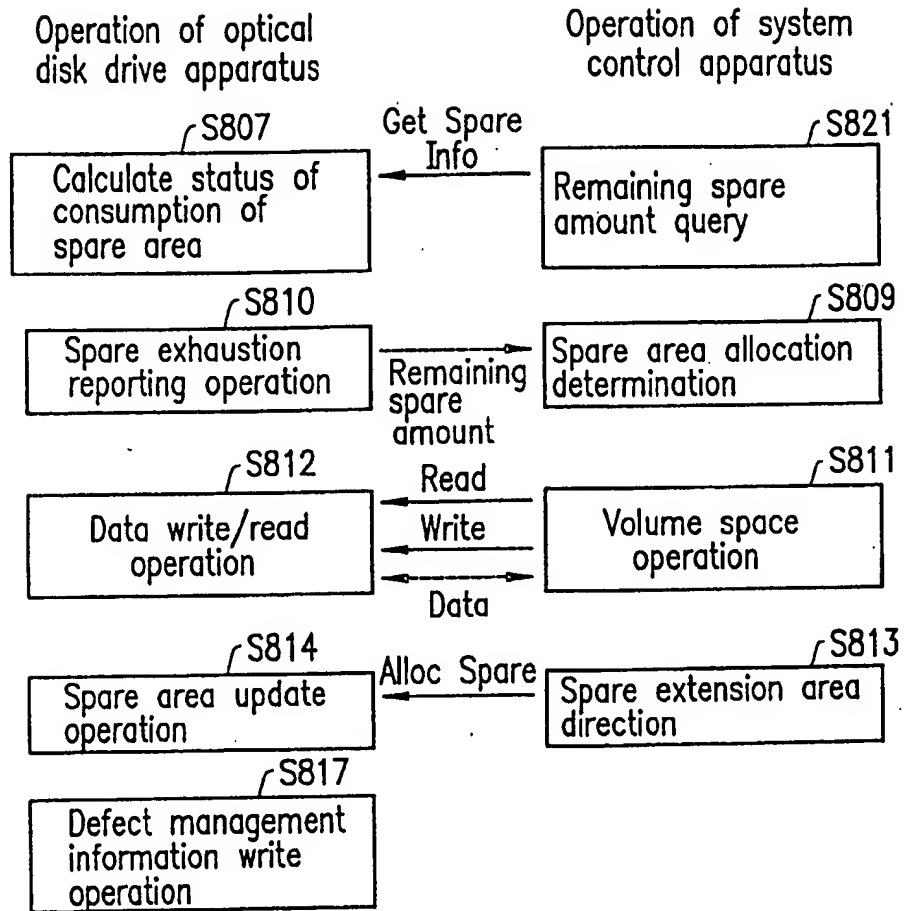 Operation of optical
disk drive apparatus
Operation of system
control apparatus
S807
Calculate status of
consumption of
spare area
Get Spare
Info
S821
Remaining spare
amount query
S810
Spare exhaustion
reporting operation
Remaining
spare
amount
S809
Spare area allocation
determination
S812
Data write/read
operation
Read
Write
Data
S811
Volume space
operation
S814
Spare area update
operation
Alloc Spare
S813
Spare extension area
direction
S817
Defect management
information write
operation